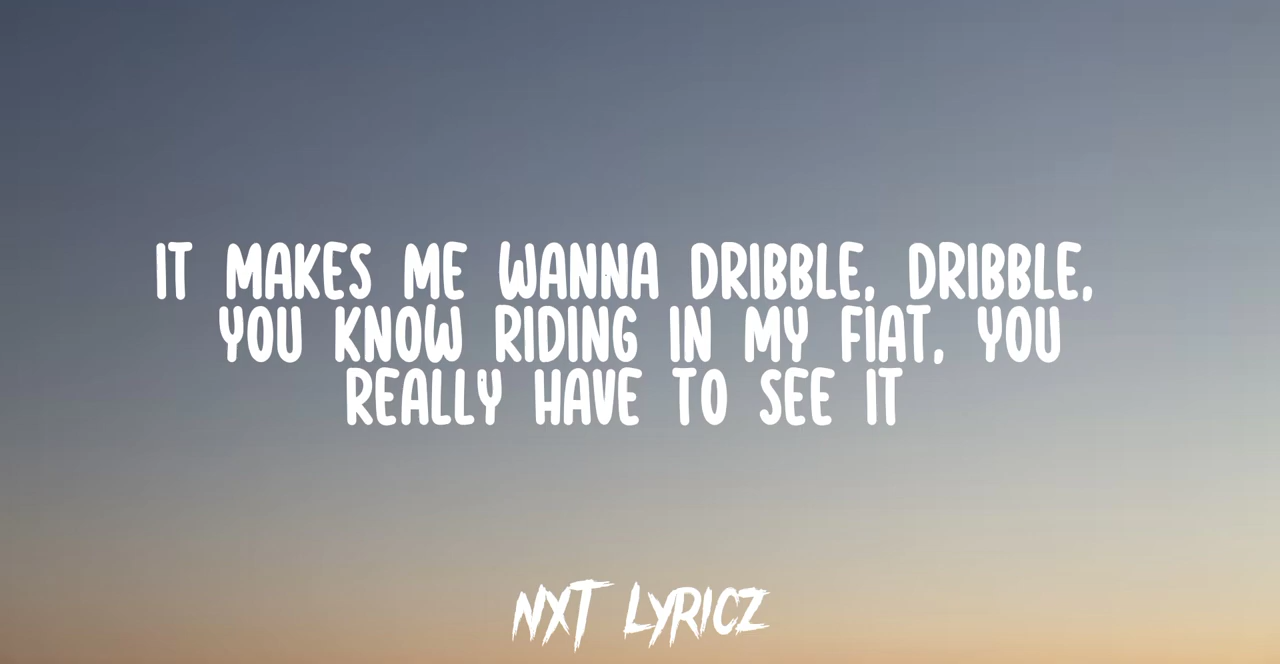 IT MAKES ME WANNA DRIBBLE, DRIBBLE,
YOU KNOW RIDING IN MY FIAT, YOU
REALLY HAVE TO SEE IT
NXT LYRICZ